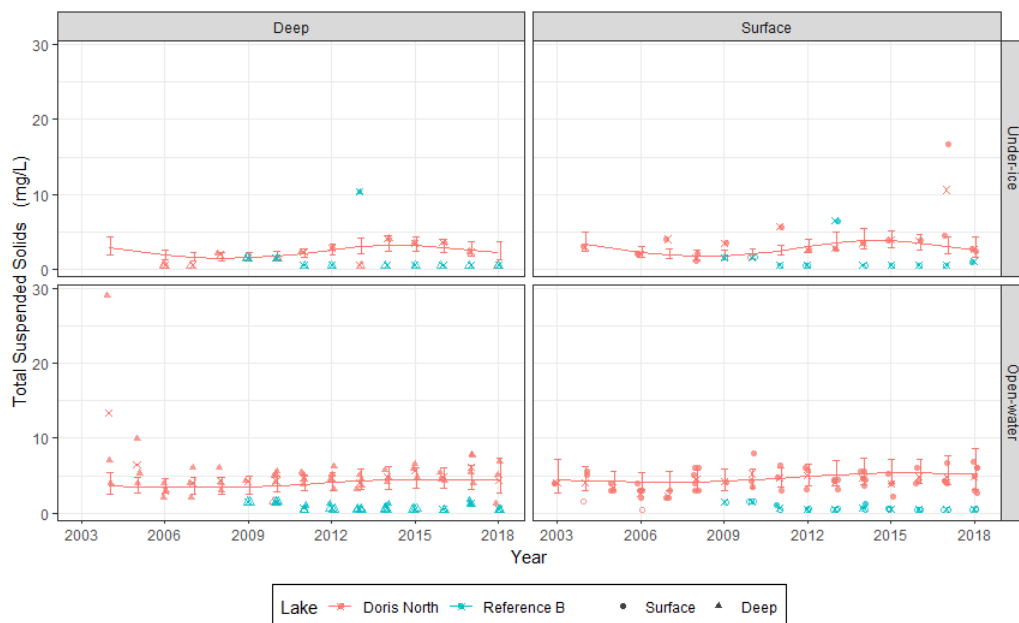 Deep
Surface
30
20
10
0
Under-ice
30
20
10
0
Open-water
Total Suspended Solids (mg/L)
2003 2006 2009 2012 2015 2018
2003 2006 2009 2012 2015 2018
Year
Lake Doris North Reference B Surface Deep